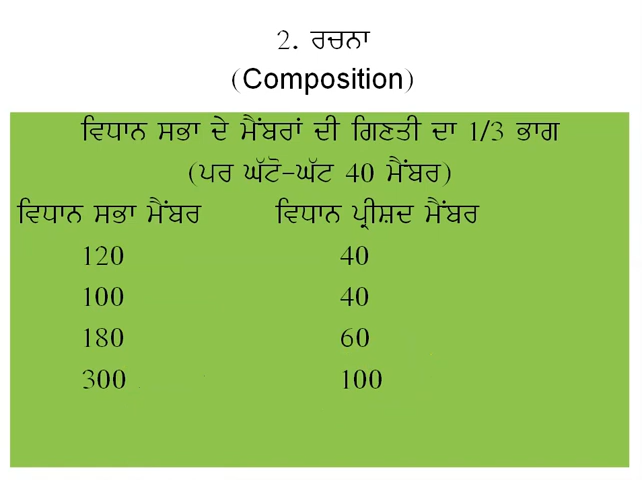 2. ਰਚਨਾ
(Composition)
ਵਿਧਾਨ ਸਭਾ ਦੇ ਮੈਂਬਰਾਂ ਦੀ ਗਿਣਤੀ ਦਾ 1/3 ਭਾਗ
(ਪਰ ਘੱਟੋ-ਘੱਟ 40 ਮੈਂਬਰ)
ਵਿਧਾਨ ਸਭਾ ਮੈਂਬਰ ਵਿਧਾਨ ਪ੍ਰੀਸ਼ਦ ਮੈਂਬਰ
120 40
100 40
180 60
300 100